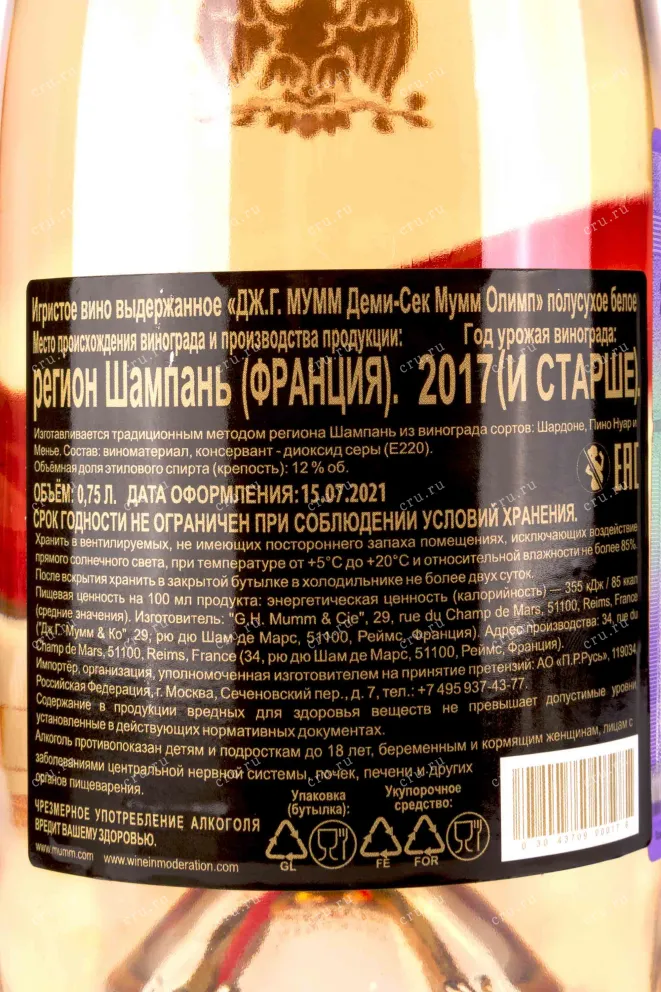 Игристое вино выдержанное «ДЖ.Г. МУММ Деми-Сек Мумм Олимп» полусухое белое
Место происхождения винограда и производства продукции: Год урожая винограда:
регион Шампань (ФРАНЦИЯ). 2017(И СТАРШЕ).
Изготавливается традиционным методом региона Шампань из винограда сортов: Шардоне, Пино Нуар и
Менье. Состав: виноматериал, консервант - диоксид серы (Е220).
Объёмная доля этилового спирта (крепость): 12 % об.
EAC
ОБЪЁМ: 0,75 Л. ДАТА ОФОРМЛЕНИЯ: 15.07.2021
СРОК ГОДНОСТИ НЕ ОГРАНИЧЕН ПРИ СОБЛЮДЕНИИ УСЛОВИЙ ХРАНЕНИЯ.
Хранить в вентилируемых, не имеющих постороннего запаха помещениях, исключающих воздействие
прямого солнечного света, при температуре от +5°С до +20°С и относительной влажности не более 85%.
После вскрытия хранить в закрытой бутылке в холодильнике не более двух суток.
Пищевая ценность на 100 мл продукта: энергетическая ценность (калорийность) — 355 кДж / 85 ккал
(средние значения). Изготовитель: "G.H. Mumm & Cie", 29, rue du Champ de Mars, 51100, Reims, France
("Дж.Г. Мумм & Ко", 29, рю дю Шам де Марс, 51100, Реймс, Франция). Адрес производства: 34, rue du
Champ de Mars, 51100, Reims, France (34, рю дю Шам де Марс, 51100, Реймс, Франция).
Импортёр, организация, уполномоченная изготовителем на принятие претензий: АО «П.Р.Русь», 119034,
Российская Федерация, г. Москва, Сеченовский пер., д. 7, тел.: +7 495 937-43-77.
Содержание в продукции вредных для здоровья веществ не превышает допустимые уровни,
установленные в действующих нормативных документах.
Алкоголь противопоказан детям и подросткам до 18 лет, беременным и кормящим женщинам, лицам с
заболеваниями центральной нервной системы, почек, печени и других
органов пищеварения.
ЧРЕЗМЕРНОЕ УПОТРЕБЛЕНИЕ АЛКОГОЛЯ
ВРЕДИТ ВАШЕМУ ЗДОРОВЬЮ.
www.mumm.com www.wineinmoderation.com
Упаковка
(бутылка):
Укупорочное
средство:
GL FE FOR
cru.ru